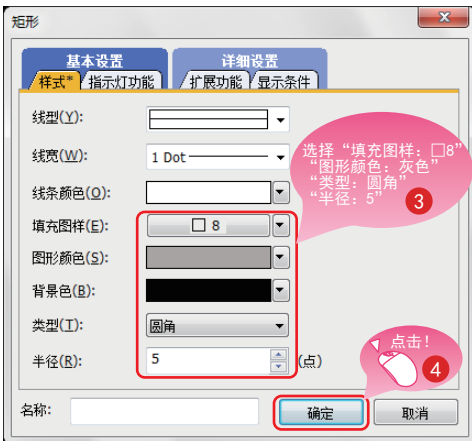 矩形
基本设置 详细设置
样式* 指示灯功能 扩展功能 显示条件
线型(Y):
线宽(W): 1 Dot
线条颜色(O):
填充图样(E): □ 8
图形颜色(S):
背景色(B):
类型(T): 圆角
半径(R): 5 (点)
选择“填充图样：□8”
“图形颜色：灰色”
“类型：圆角”
“半径：5”
3
点击！
4
名称:
确定 取消